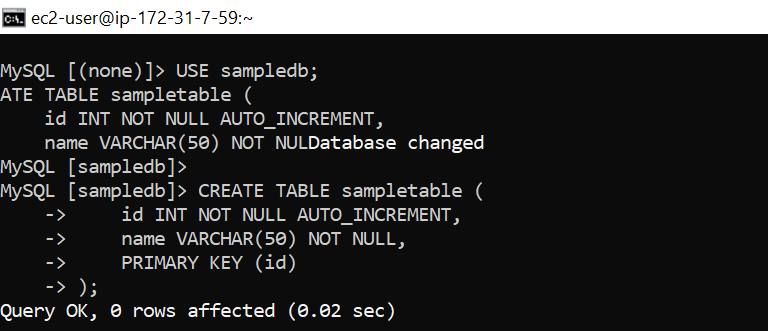 ec2-user@ip-172-31-7-59:~
MySQL [(none)]> USE sampledb;
ATE TABLE sampletable (
    id INT NOT NULL AUTO_INCREMENT,
    name VARCHAR(50) NOT NULDatabase changed
MySQL [sampledb]>
MySQL [sampledb]> CREATE TABLE sampletable (
    ->     id INT NOT NULL AUTO_INCREMENT,
    ->     name VARCHAR(50) NOT NULL,
    ->     PRIMARY KEY (id)
    -> );
Query OK, 0 rows affected (0.02 sec)